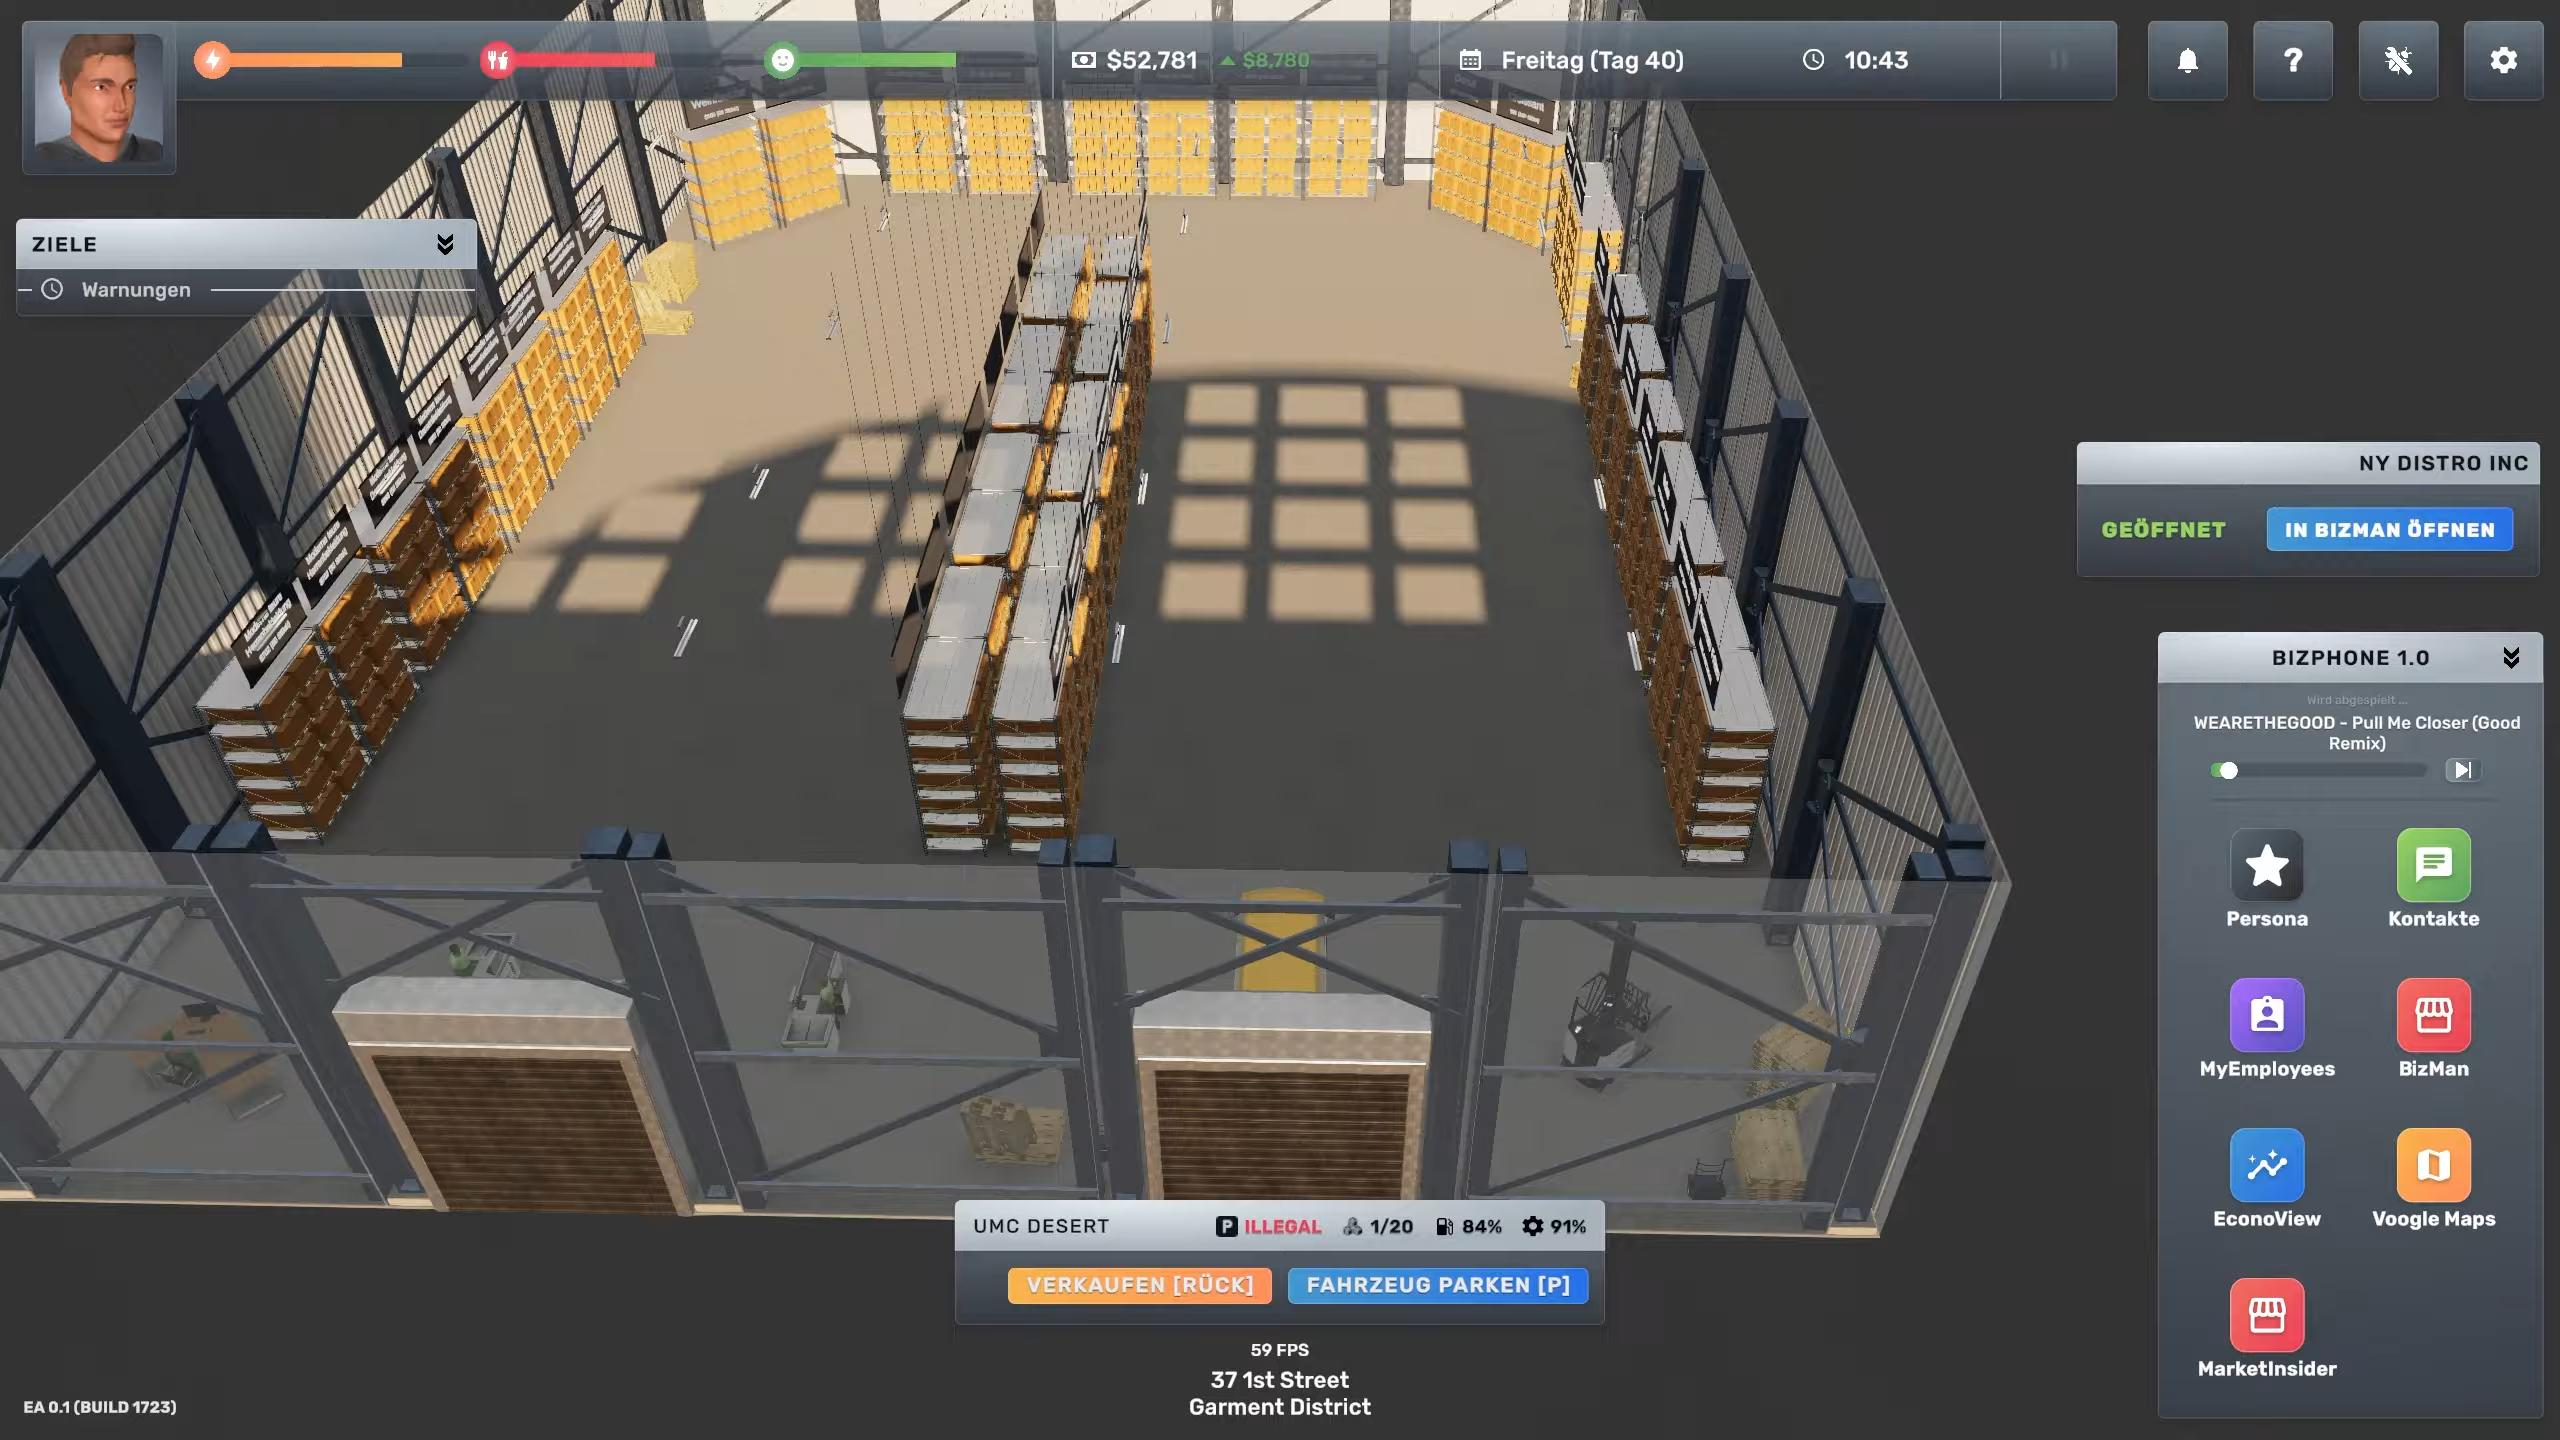 $52,781
$8,780
Freitag (Tag 40)
10:43
ZIELE
Warnungen
NY DISTRO INC
GEÖFFNET
IN BIZMAN ÖFFNEN
BIZPHONE 1.0
Wird abgespielt ...
WEARETHEGOOD - Pull Me Closer (Good
Remix)
Persona
Kontakte
MyEmployees
BizMan
EconoView
Voogle Maps
MarketInsider
UMC DESERT
P ILLEGAL
1/20
84%
91%
VERKAUFEN [RÜCK]
FAHRZEUG PARKEN [P]
59 FPS
37 1st Street
Garment District
EA 0.1 (BUILD 1723)